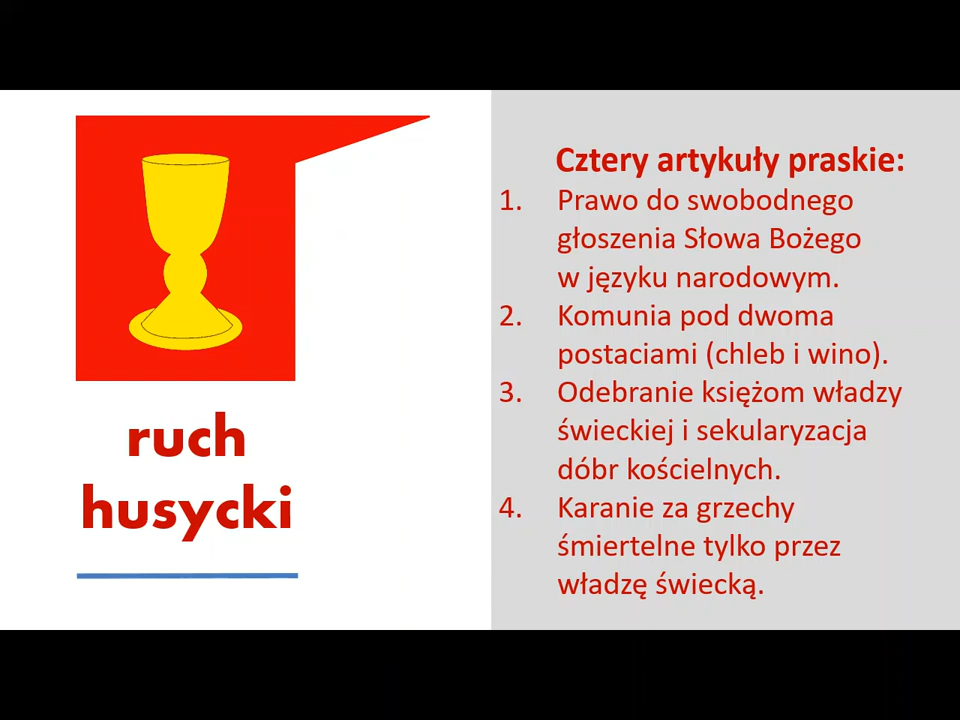 ruch
husycki
Cztery artykuły praskie:
1. Prawo do swobodnego
głoszenia Słowa Bożego
w języku narodowym.
2. Komunia pod dwoma
postaciami (chleb i wino).
3. Odebranie księżom władzy
świeckiej i sekularyzacja
dóbr kościelnych.
4. Karanie za grzechy
śmiertelne tylko przez
władzę świecką.